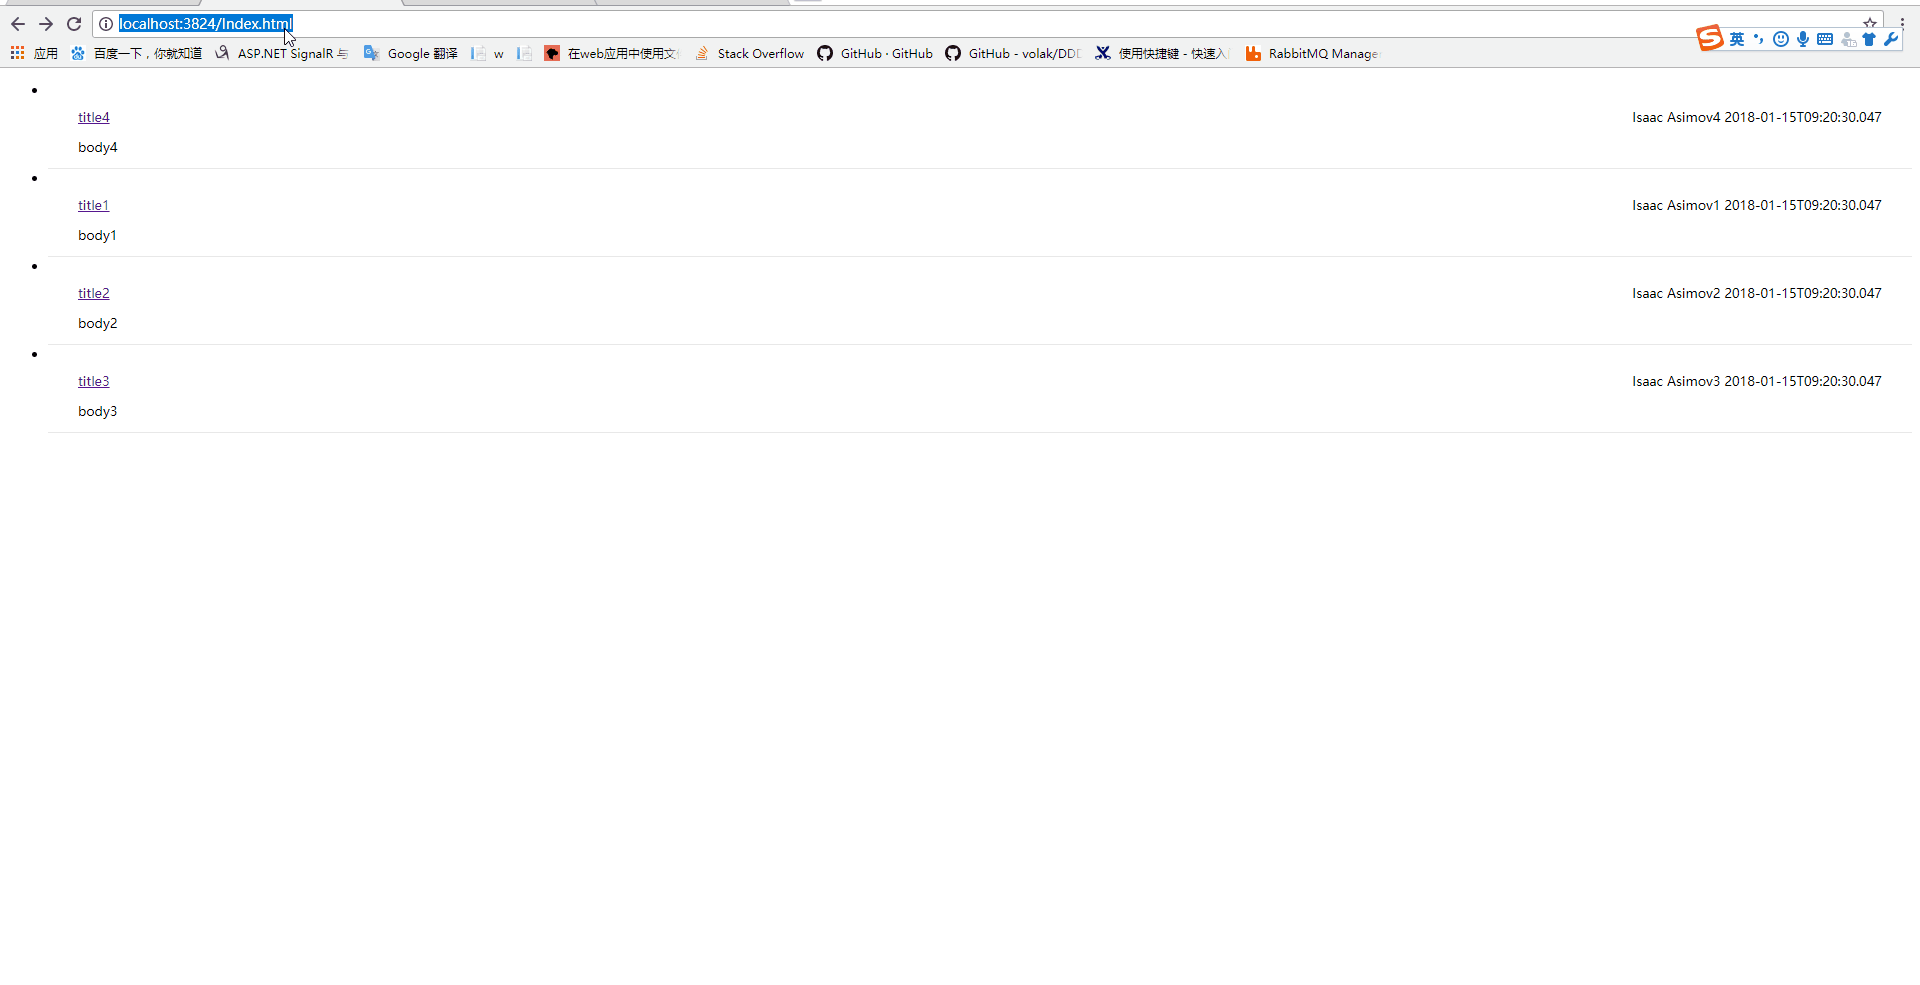 localhost:3824/Index.html
应用 百度一下，你就知道 ASP.NET SignalR 与 Google 翻译 w 在web应用中使用文 Stack Overflow GitHub · GitHub GitHub - volak/DDD 使用快捷键 - 快速入 RabbitMQ Manage
英
title4 Isaac Asimov4 2018-01-15T09:20:30.047
body4
title1 Isaac Asimov1 2018-01-15T09:20:30.047
body1
title2 Isaac Asimov2 2018-01-15T09:20:30.047
body2
title3 Isaac Asimov3 2018-01-15T09:20:30.047
body3